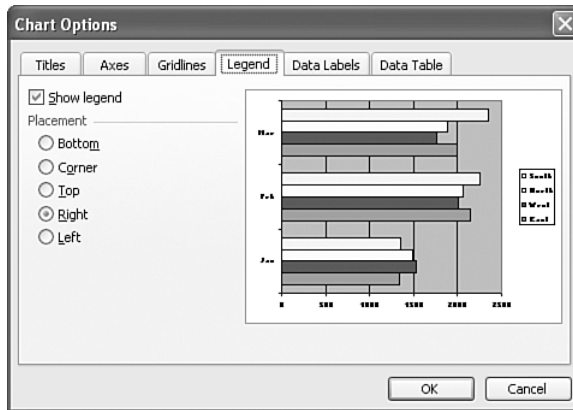 Chart Options
Titles Axes Gridlines Legend Data Labels Data Table
Show legend
Placement
Bottom
Corner
Top
Right
Left
Mar
Feb
Jan
0 500 1000 1500 2000 2500
South
North
West
East
OK Cancel